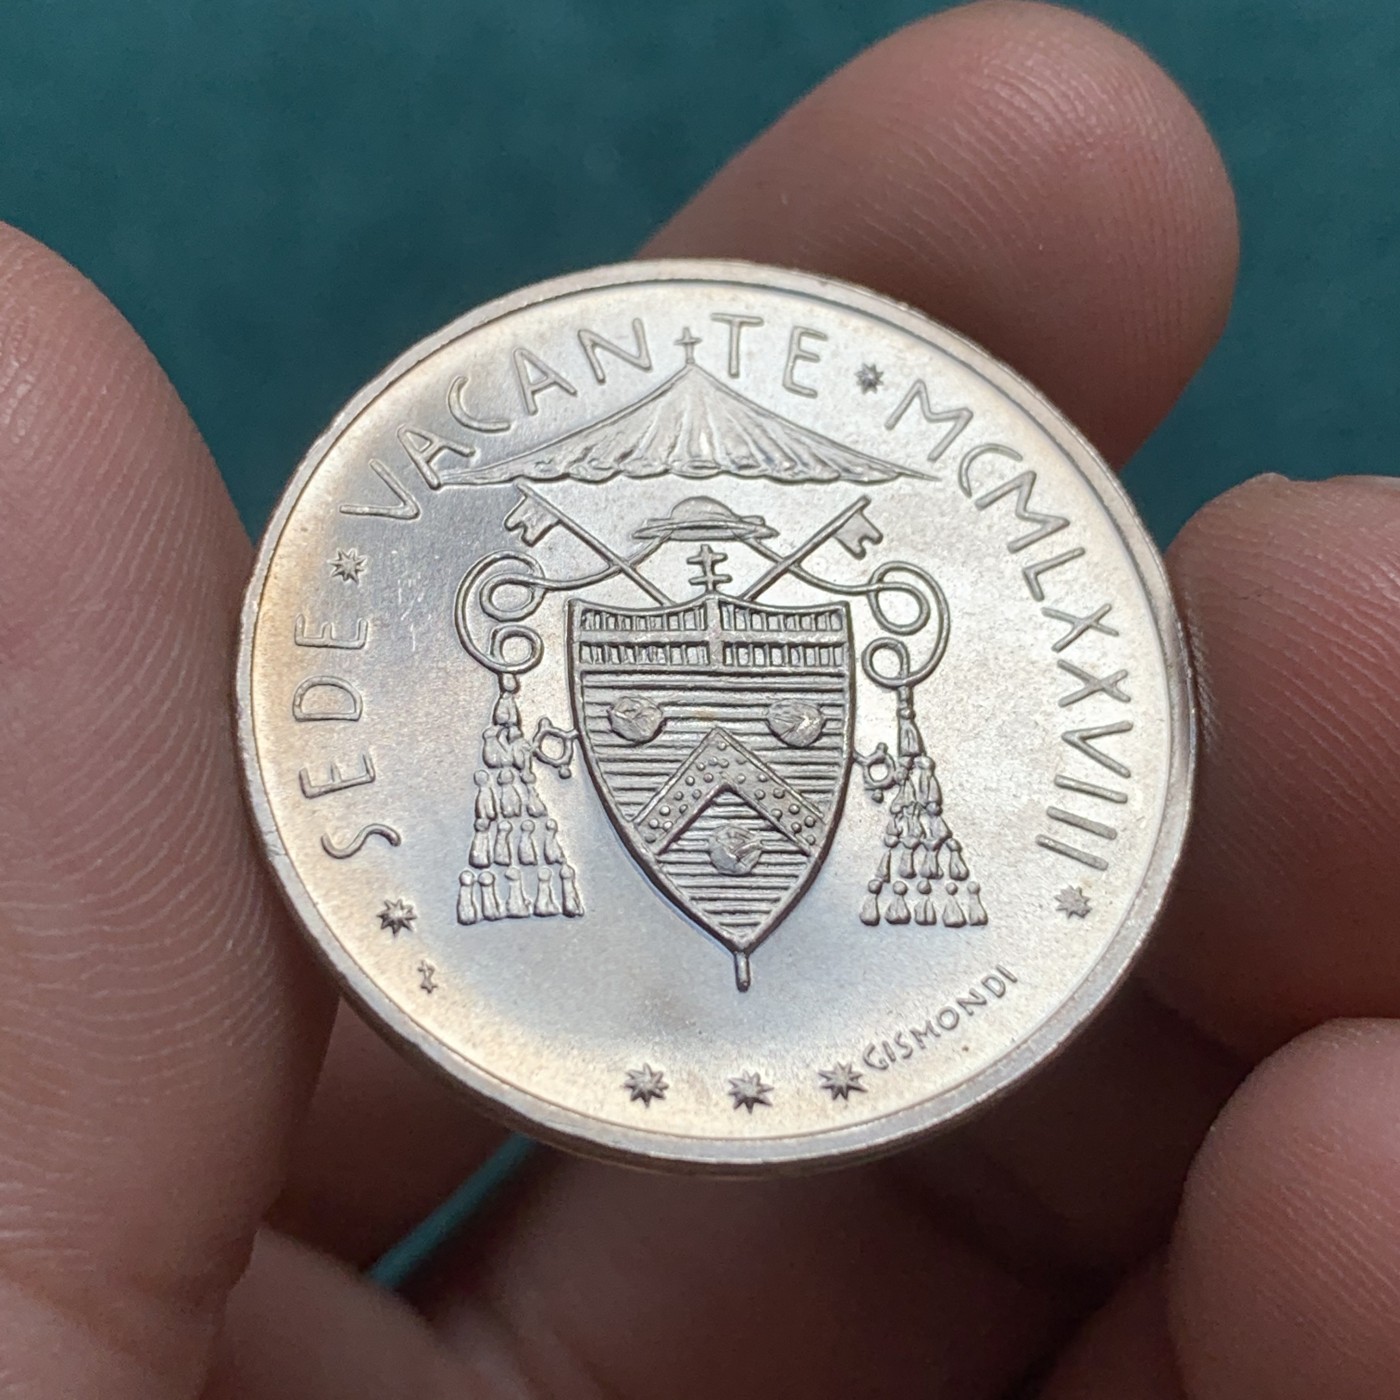 SEDE * VACANTE * MCMLXXVIII *
GISMONDI